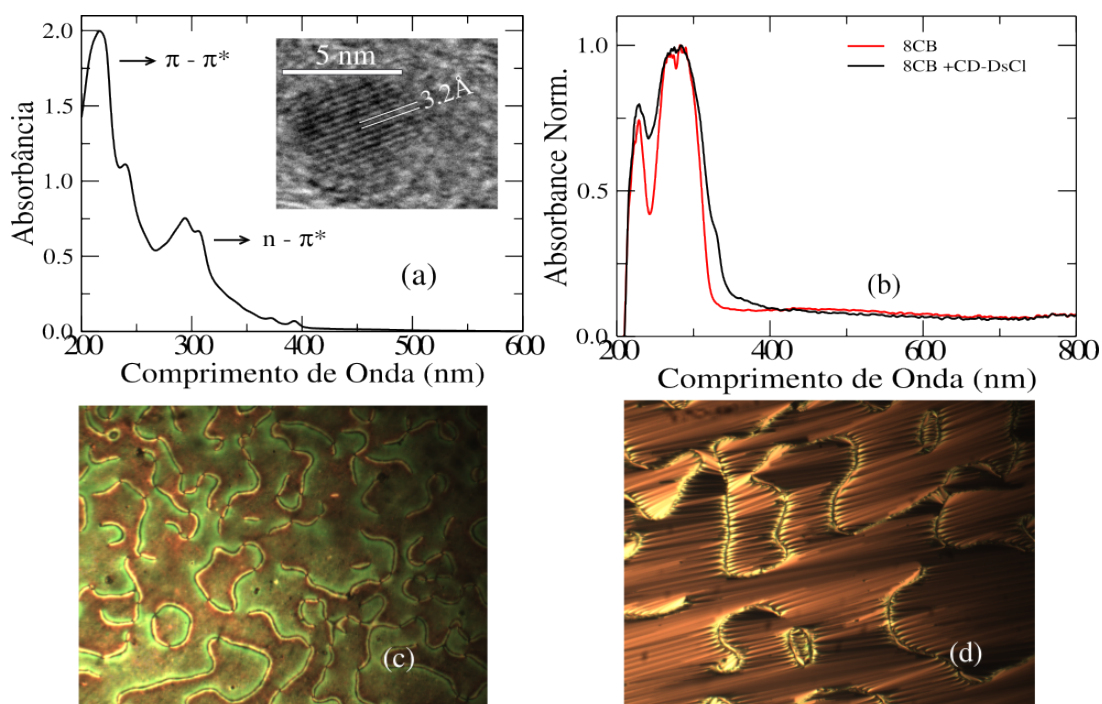 2.0
1.5
1.0
0.5
0.0
Absorbância
π - π*
n - π*
5 nm
3.2Å
(a)
200 300 400 500 600
Comprimento de Onda (nm)
1.0
0.5
0.0
Absorbance Norm.
8CB
8CB +CD-DsCl
(b)
200 400 600 800
Comprimento de Onda (nm)
(c)
(d)